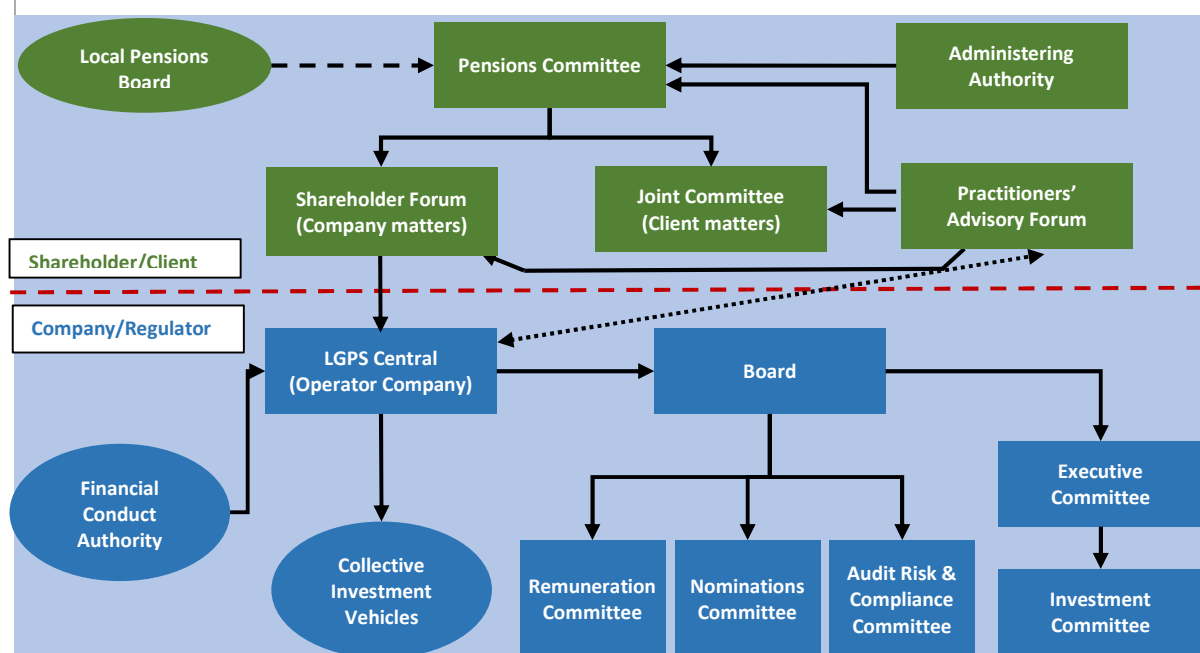 Local Pensions
Board
Pensions Committee
Administering
Authority
Shareholder Forum
(Company matters)
Joint Committee
(Client matters)
Practitioners’
Advisory Forum
Shareholder/Client
Company/Regulator
LGPS Central
(Operator Company)
Board
Financial
Conduct
Authority
Executive
Committee
Collective
Investment
Vehicles
Remuneration
Committee
Nominations
Committee
Audit Risk &
Compliance
Committee
Investment
Committee